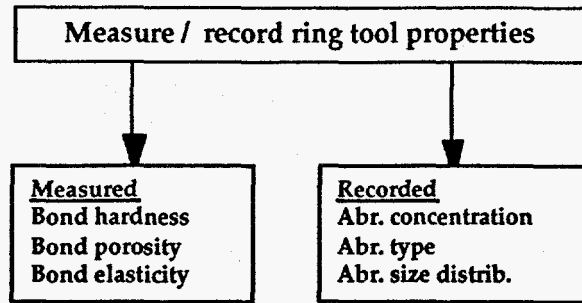 Measure / record ring tool properties
Measured
Bond hardness
Bond porosity
Bond elasticity
Recorded
Abr. concentration
Abr. type
Abr. size distrib.